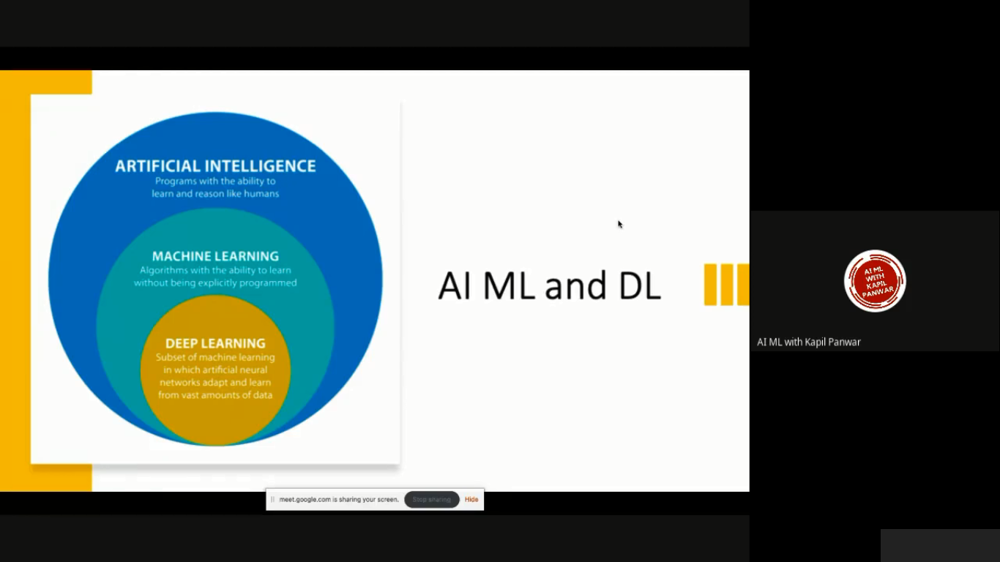 ARTIFICIAL INTELLIGENCE
Programs with the ability to
learn and reason like humans
MACHINE LEARNING
Algorithms with the ability to learn
without being explicitly programmed
DEEP LEARNING
Subset of machine learning
in which artificial neural
networks adapt and learn
from vast amounts of data
AI ML and DL
meet.google.com is sharing your screen. Stop sharing Hide
AI ML
WITH
KAPIL
PANWAR
AI ML with Kapil Panwar